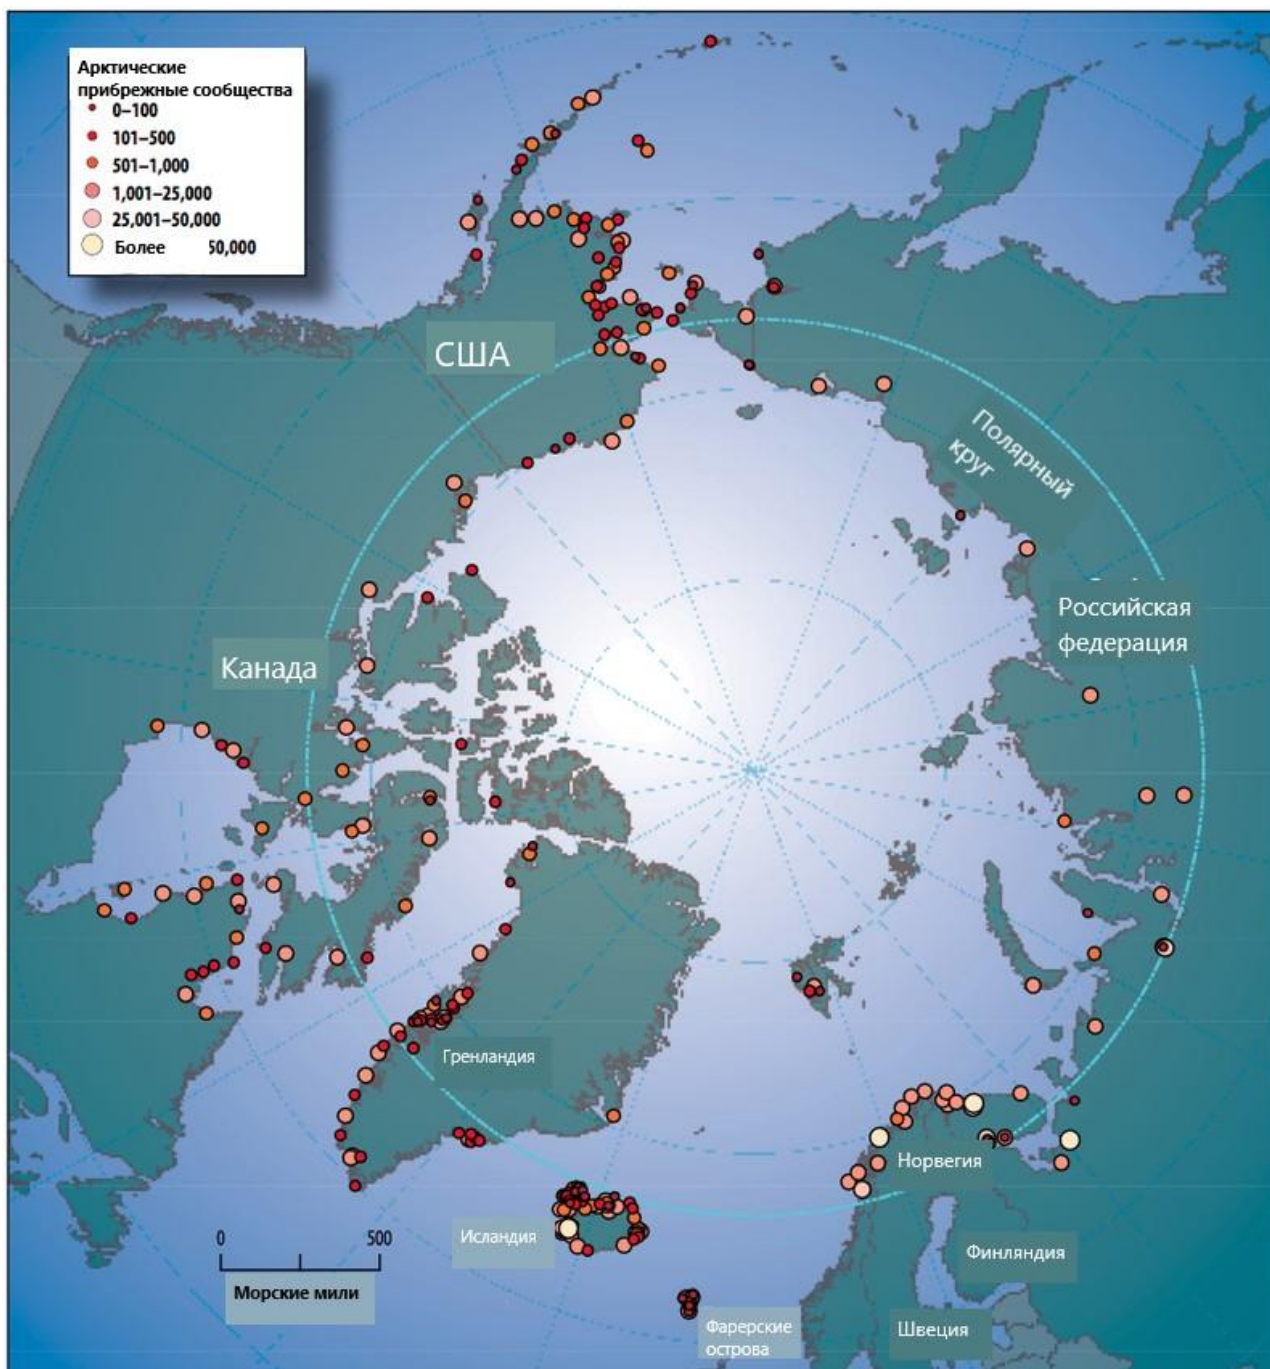 Арктические
прибрежные сообщества
0–100
101–500
501–1,000
1,001–25,000
25,001–50,000
Более 50,000
США
Полярный
круг
Российская
федерация
Канада
Гренландия
Норвегия
Исландия
Финляндия
0 500
Морские мили
Фарерские
острова
Швеция